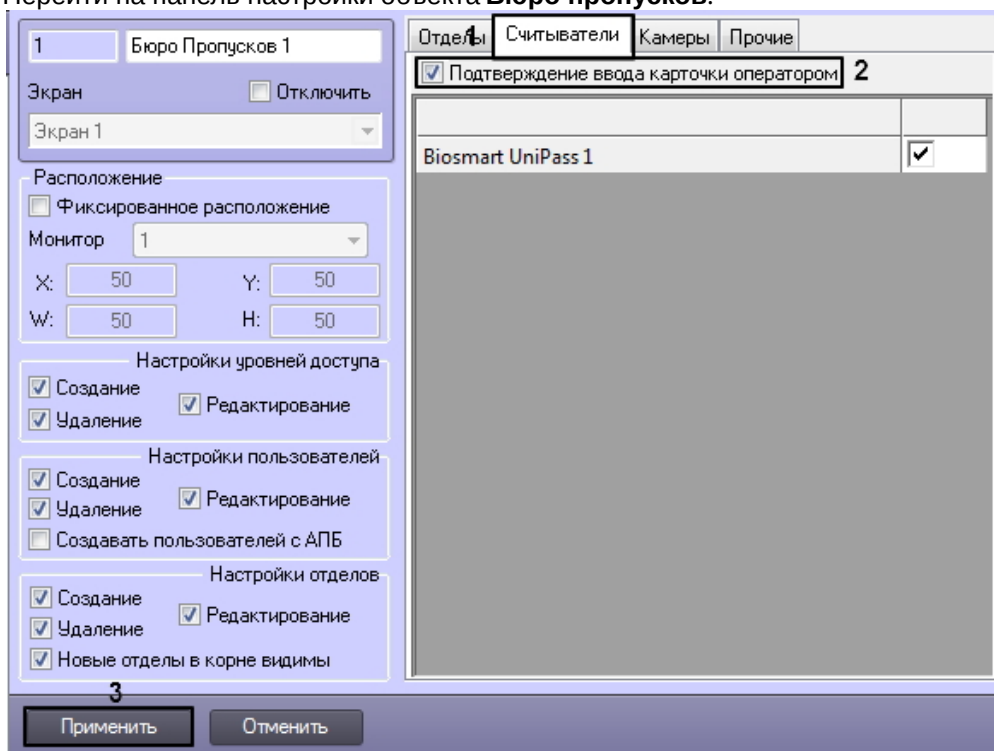 Перейти на панель настройки объекта Бюро пропусков.
1 Бюро Пропусков 1
Экран Отключить
Экран 1
Расположение
Фиксированное расположение
Монитор 1
X: 50 Y: 50
W: 50 H: 50
Настройки уровней доступа
Создание
Редактирование
Удаление
Настройки пользователей
Создание
Редактирование
Удаление
Создавать пользователей с АПБ
Настройки отделов
Создание
Редактирование
Удаление
Новые отделы в корне видимы
Отделы 1 Считыватели Камеры Прочие
Подтверждение ввода карточки оператором 2
Biosmart UniPass 1
3
Применить Отменить